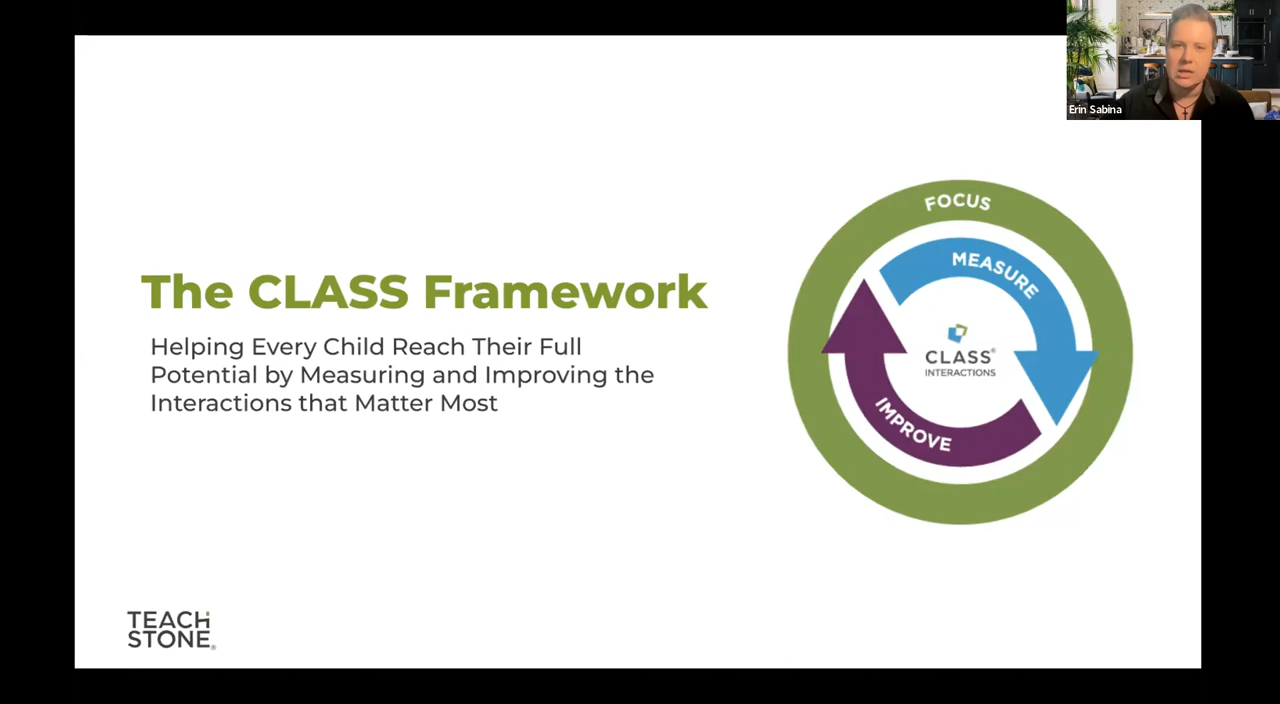 Erin Sabina
The CLASS Framework
Helping Every Child Reach Their Full
Potential by Measuring and Improving the
Interactions that Matter Most
FOCUS
MEASURE
CLASS®
INTERACTIONS
IMPROVE
TEACH
STONE®